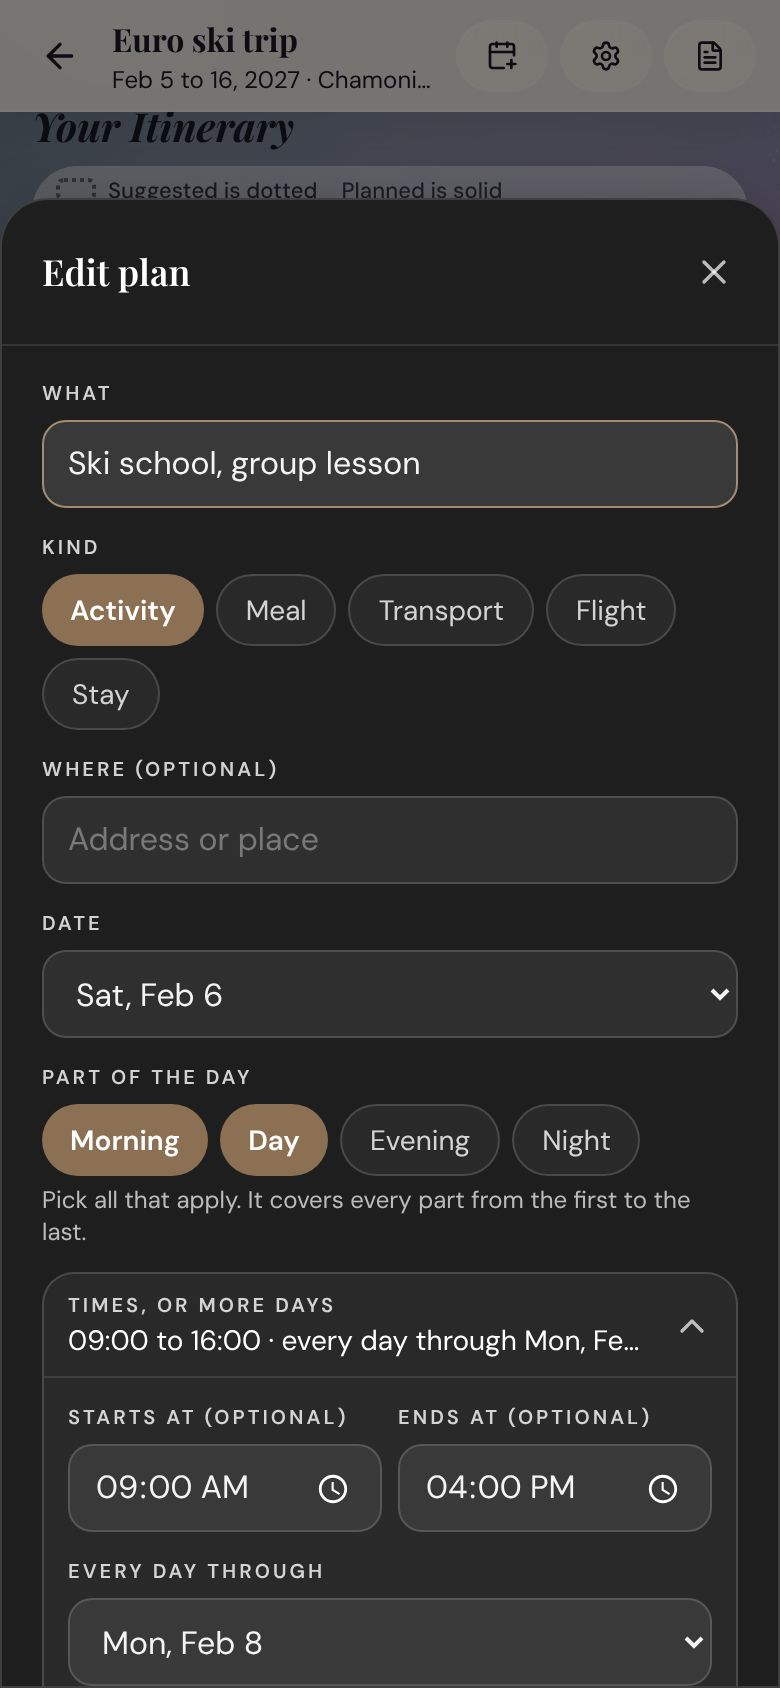 Euro ski trip
Feb 5 to 16, 2027 · Chamoni...
Your Itinerary
Suggested is dotted Planned is solid
Edit plan
WHAT
Ski school, group lesson
KIND
Activity Meal Transport Flight
Stay
WHERE (OPTIONAL)
Address or place
DATE
Sat, Feb 6
PART OF THE DAY
Morning Day Evening Night
Pick all that apply. It covers every part from the first to the
last.
TIMES, OR MORE DAYS
09:00 to 16:00 · every day through Mon, Fe...
STARTS AT (OPTIONAL) ENDS AT (OPTIONAL)
09:00 AM 04:00 PM
EVERY DAY THROUGH
Mon, Feb 8